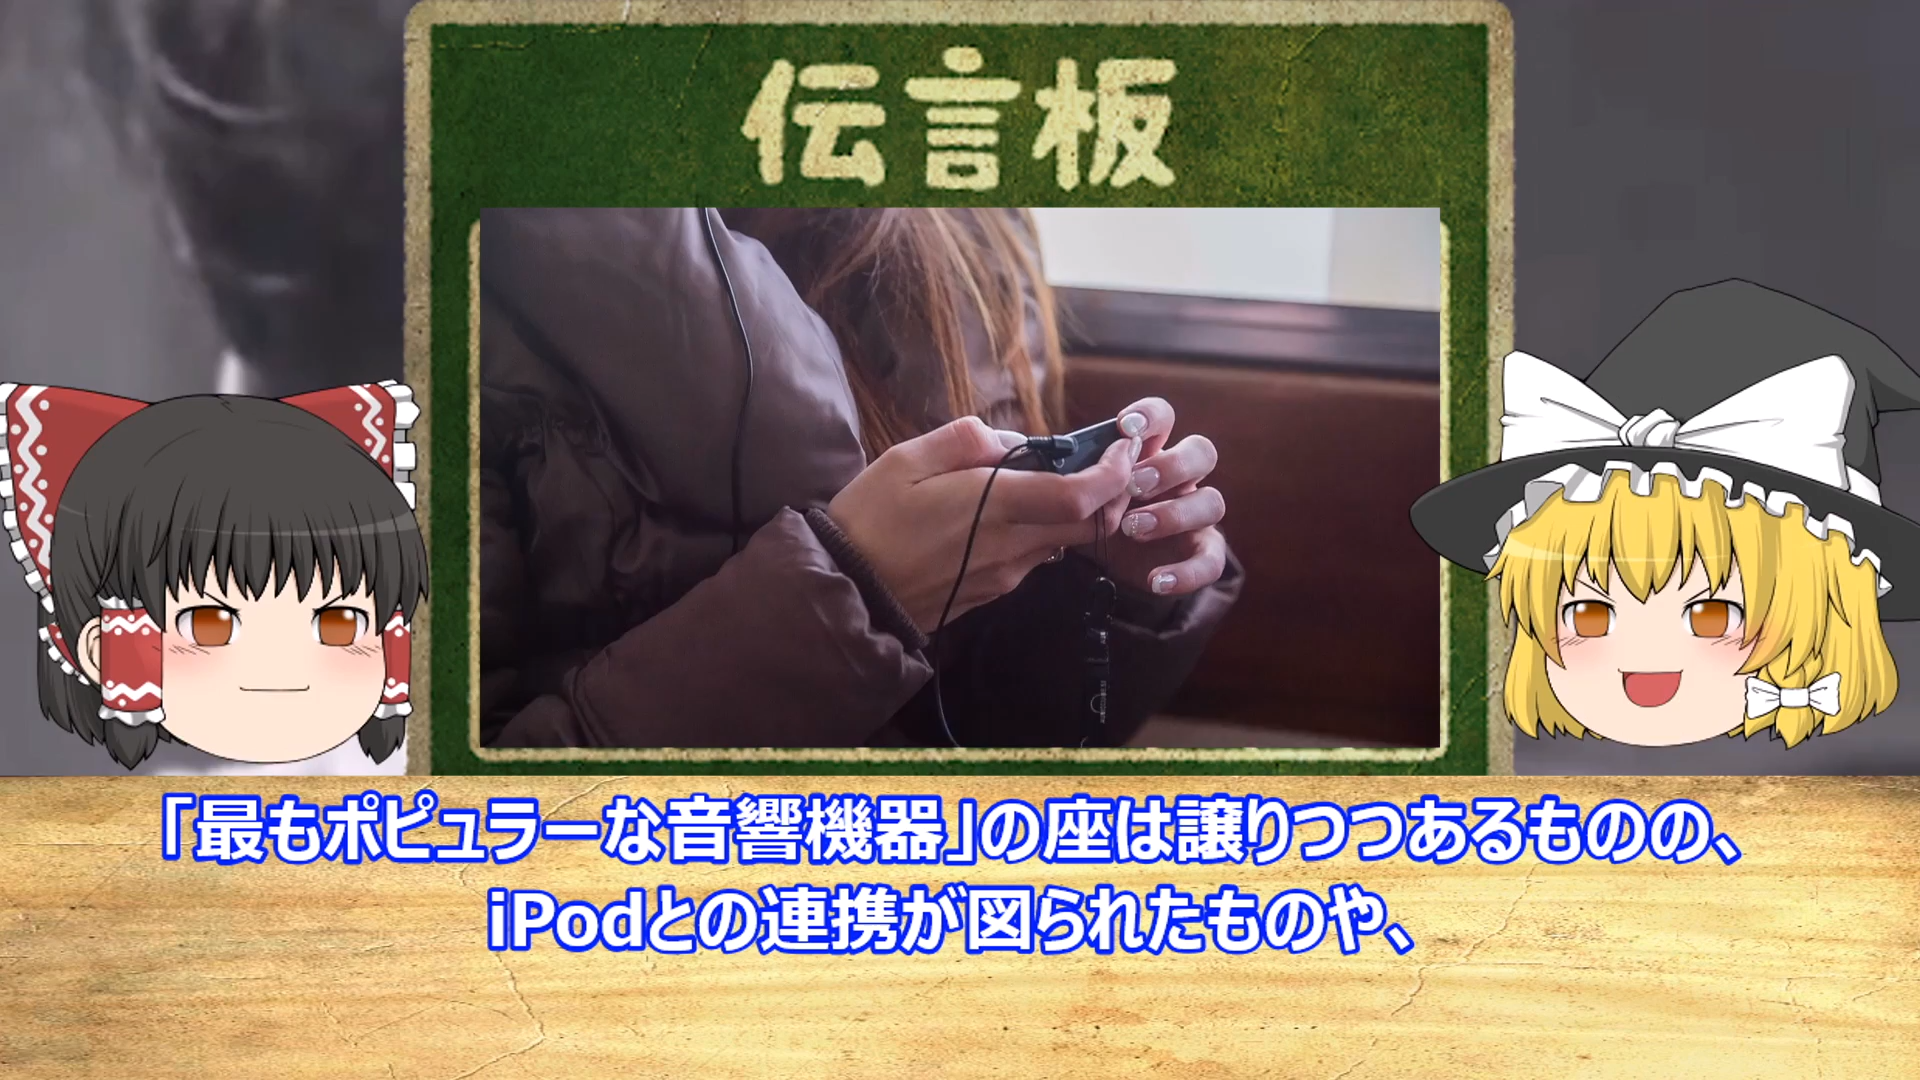 伝言板
「最もポピュラーな音響機器」の座は譲りつつあるものの、
iPodとの連携が図られたものや、